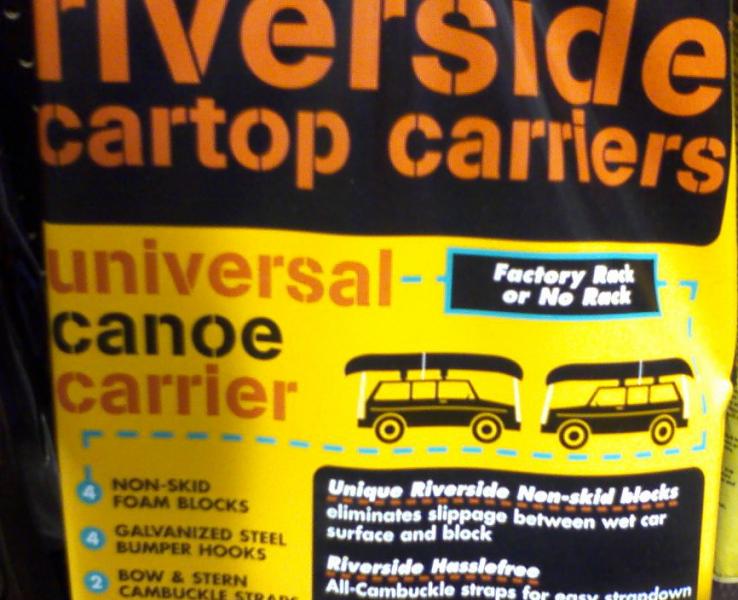 riverside
cartop carriers
universal
canoe
carrier
Factory Rack
or No Rack
4 NON-SKID
FOAM BLOCKS
4 GALVANIZED STEEL
BUMPER HOOKS
2 BOW & STERN
CAMBUCKLE STRAPS
Unique Riverside Non-skid blocks
eliminates slippage between wet car
surface and block
Riverside Hasslefree
All-Cambuckle straps for easy strapdown